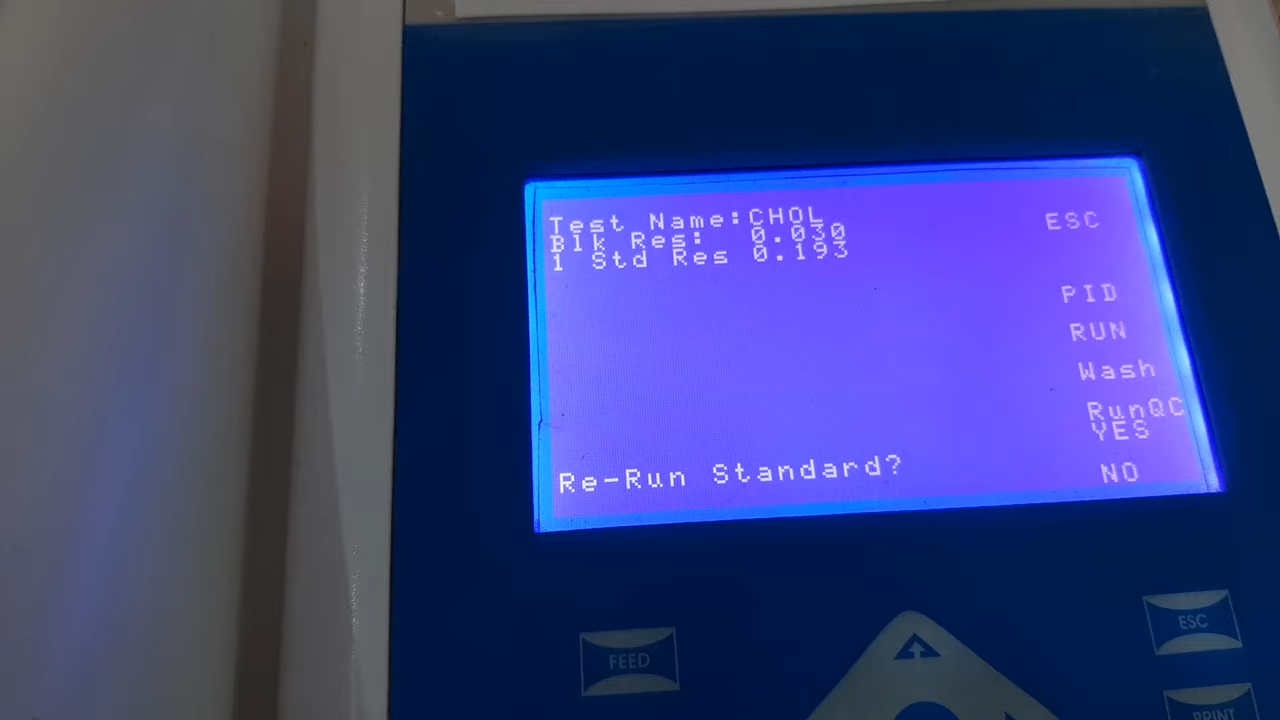 Test Name:CHOL
Blk Res: 0.030
1 Std Res 0.193
ESC
PID
RUN
Wash
RunQC
YES
Re-Run Standard?
NO
FEED
ESC
PRINT